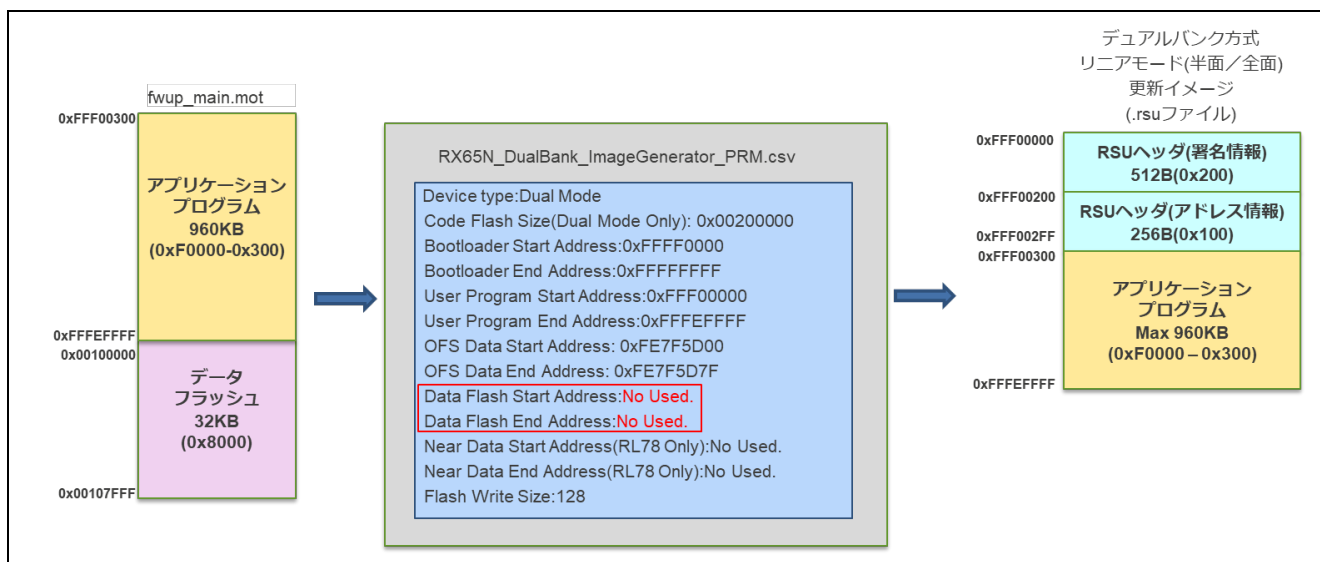 fwup_main.mot
0xFFF00300
アプリケーション
プログラム
960KB
(0xF0000-0x300)
0xFFFEFFFF
0x00100000
データ
フラッシュ
32KB
(0x8000)
0x00107FFF
RX65N_DualBank_ImageGenerator_PRM.csv
Device type:Dual Mode
Code Flash Size(Dual Mode Only): 0x00200000
Bootloader Start Address:0xFFFF0000
Bootloader End Address:0xFFFFFFFF
User Program Start Address:0xFFF00000
User Program End Address:0xFFFEFFFF
OFS Data Start Address: 0xFE7F5D00
OFS Data End Address: 0xFE7F5D7F
Data Flash Start Address:No Used.
Data Flash End Address:No Used.
Near Data Start Address(RL78 Only):No Used.
Near Data End Address(RL78 Only):No Used.
Flash Write Size:128
デュアルバンク方式
リニアモード(半面／全面)
更新イメージ
(.rsuファイル)
0xFFF00000
RSUヘッダ(署名情報)
512B(0x200)
0xFFF00200
RSUヘッダ(アドレス情報)
256B(0x100)
0xFFF002FF
0xFFF00300
アプリケーション
プログラム
Max 960KB
(0xF0000 – 0x300)
0xFFFEFFFF